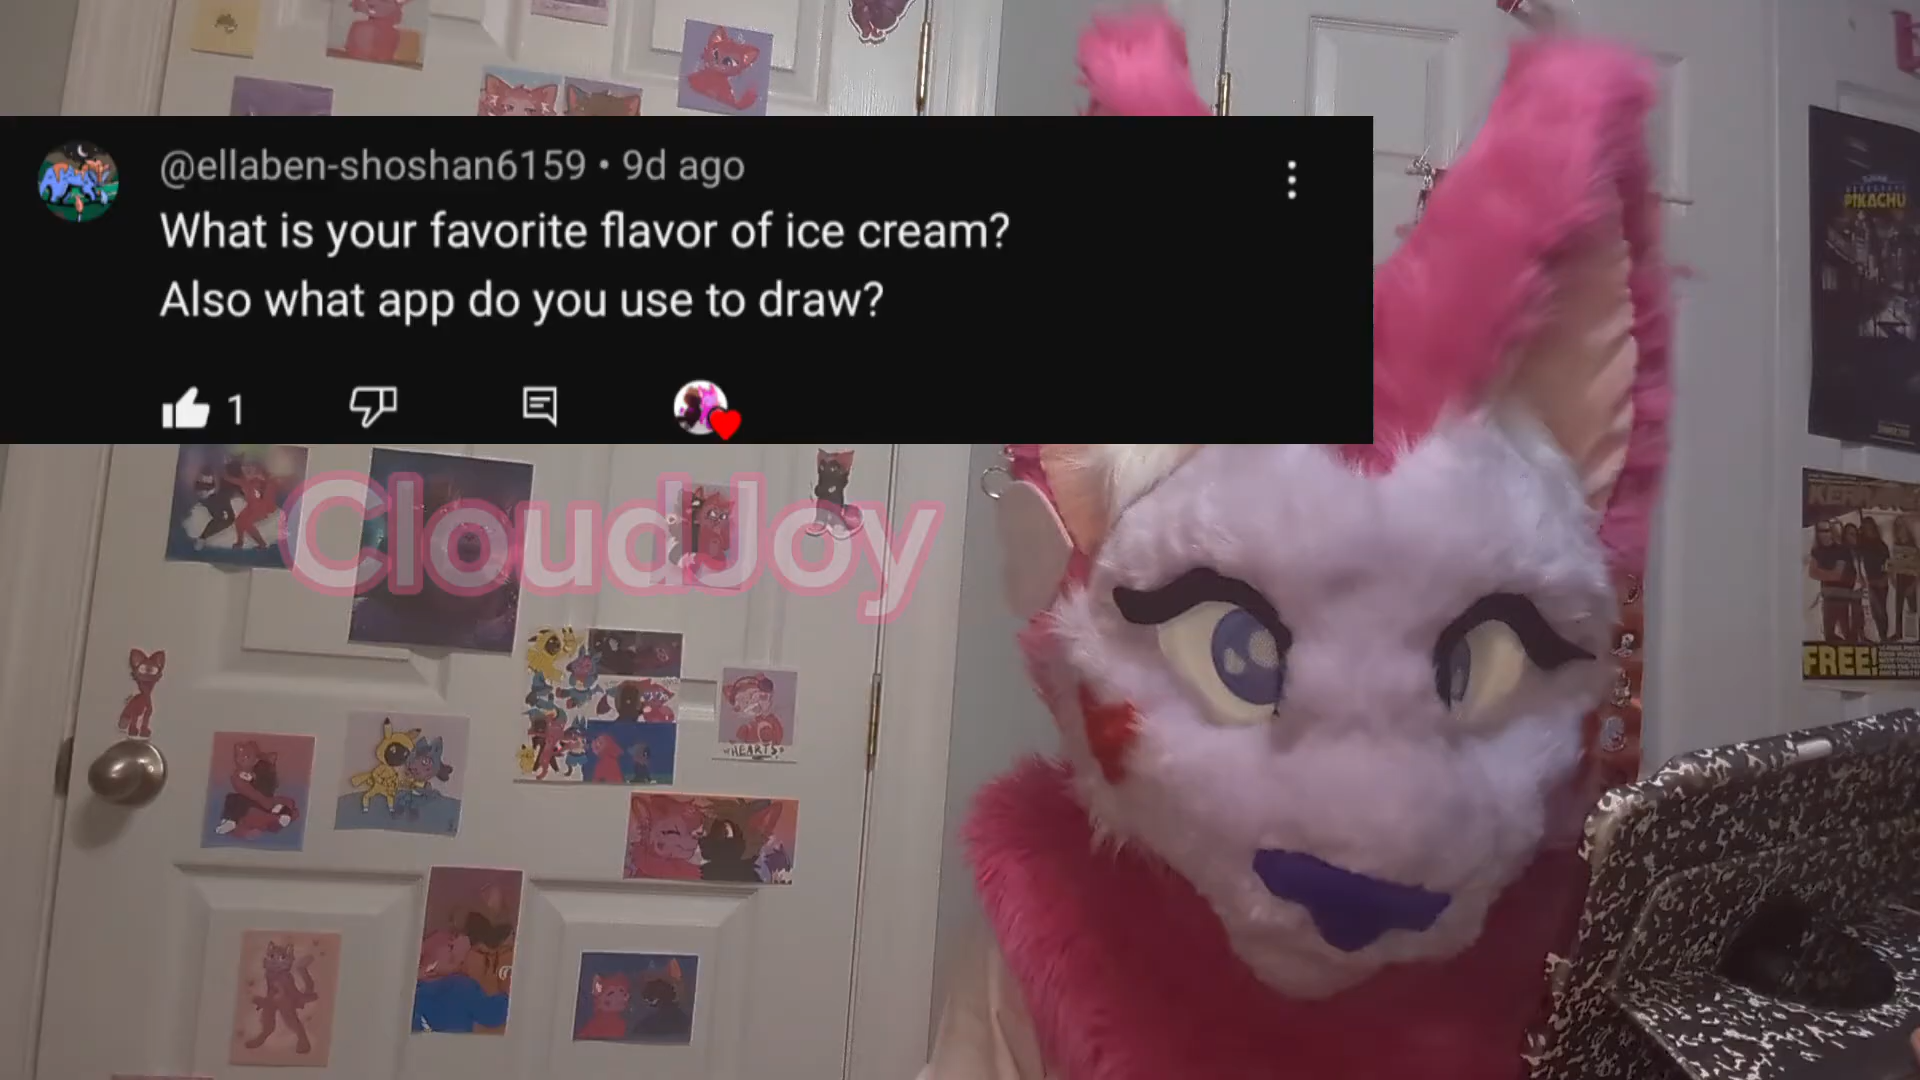 @ellaben-shoshan6159 • 9d ago
What is your favorite flavor of ice cream?
Also what app do you use to draw?
1
CloudJoy
PIKACHU
FREE!
HEARTS